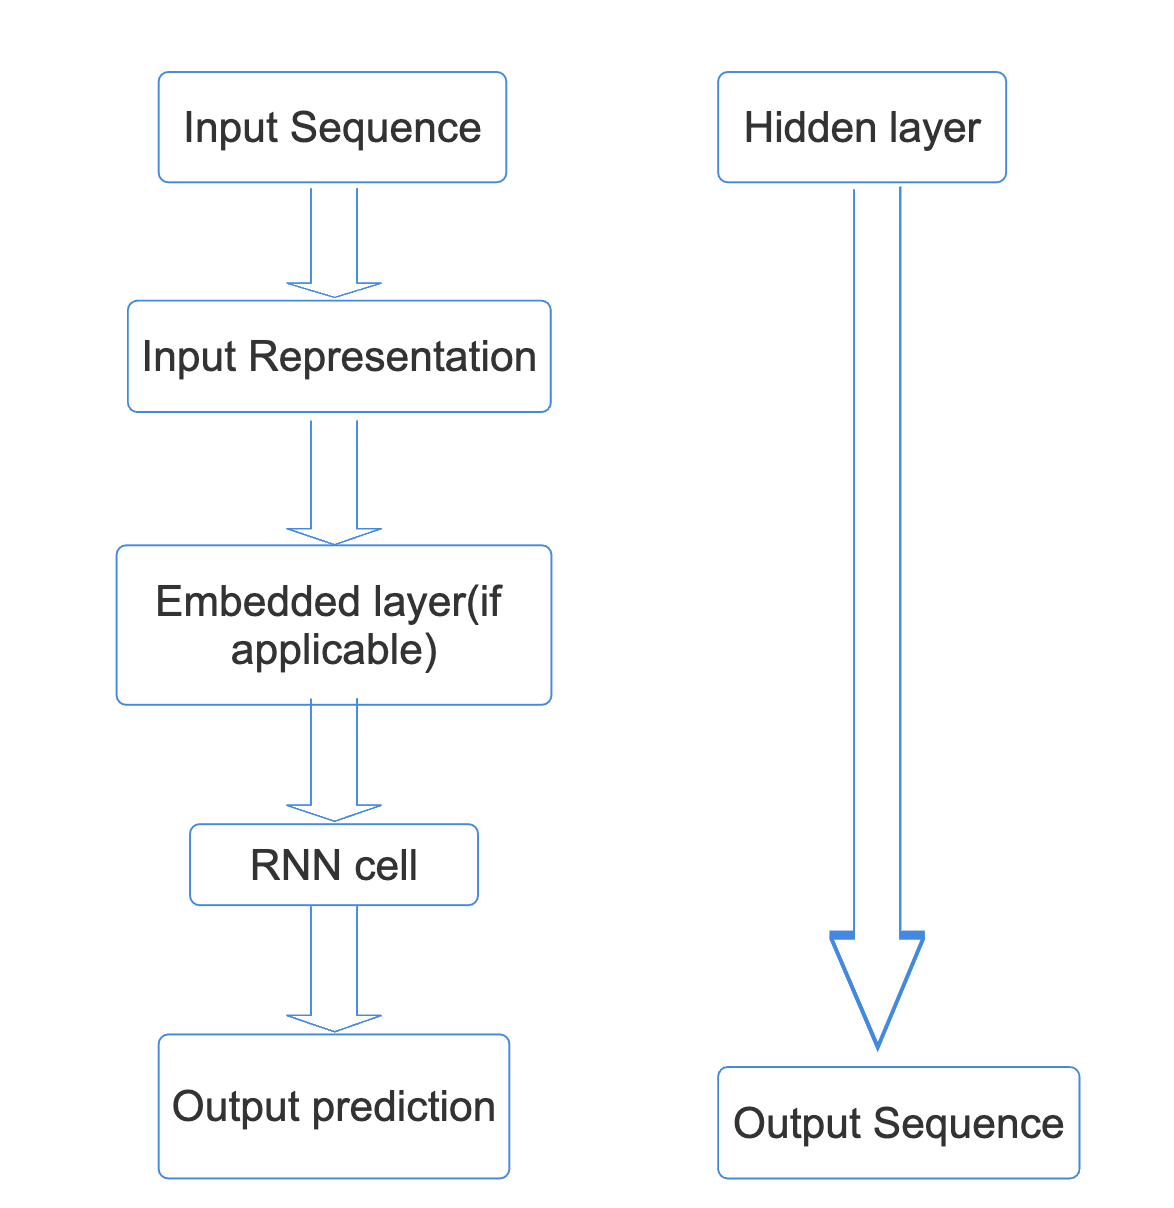 Input Sequence
Hidden layer
Input Representation
Embedded layer(if
applicable)
RNN cell
Output prediction
Output Sequence